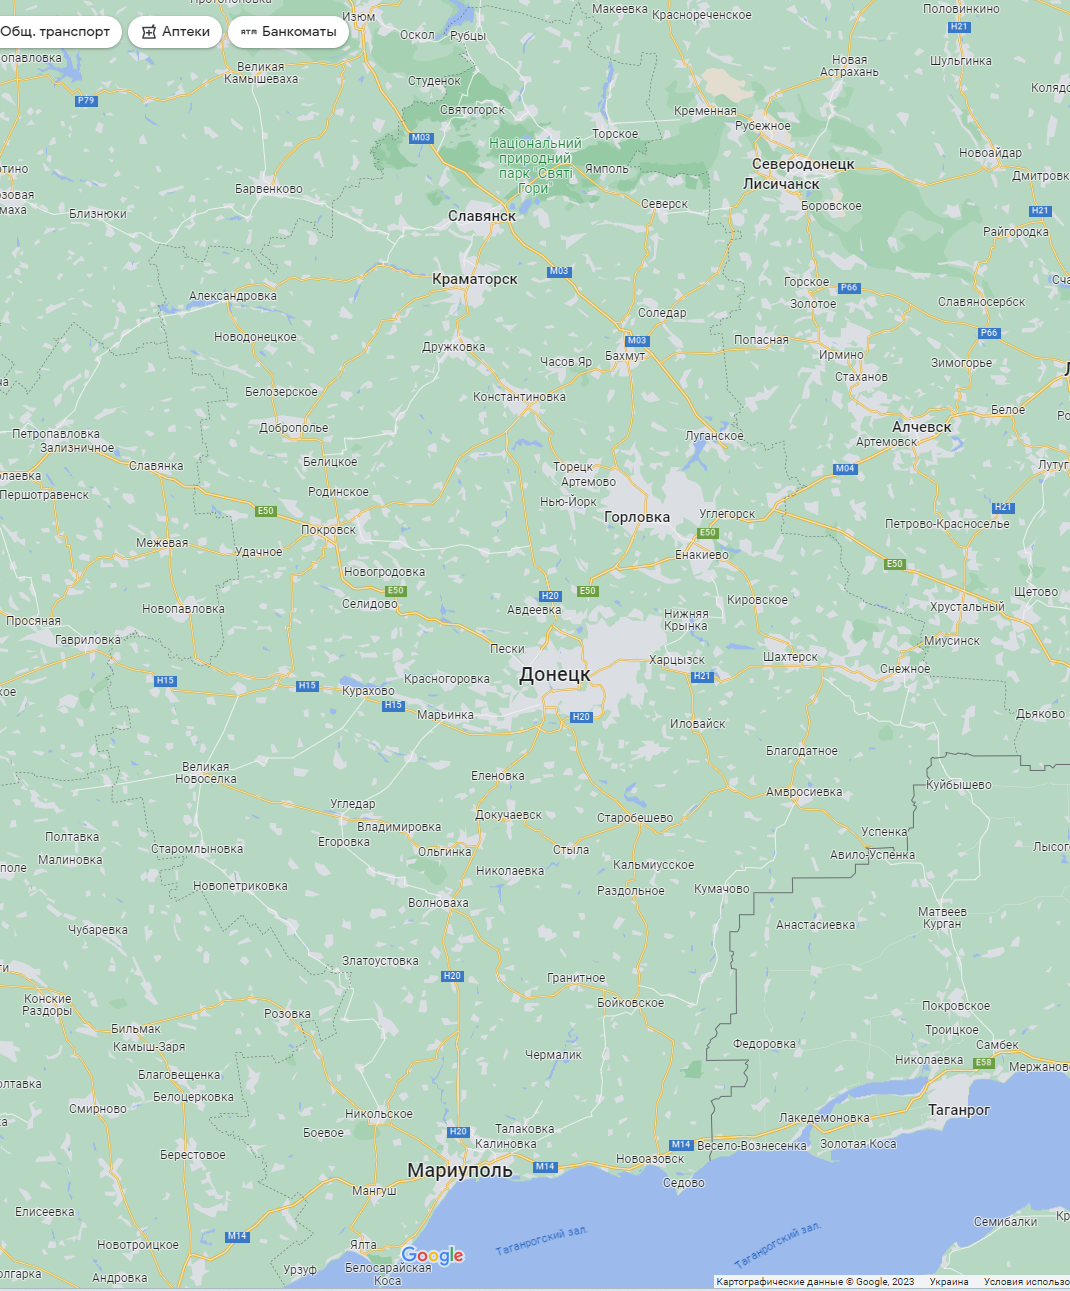 Протопоповка
Изюм
Макеевка
Краснореченское
Половинкино
Общ. транспорт
Аптеки
Банкоматы
Оскол
Рубцы
H21
Великая
Камышеваха
Новая
Астрахань
Шульгинка
Студенок
P79
Святогорск
Кременная
Рубежное
Торское
M03
Національний
природний
парк "Святі
Гори"
Ямполь
Новоайдар
Северодонецк
Лисичанск
Барвенково
Северск
Боровское
H21
Близнюки
Славянск
Райгородка
M03
Краматорск
Горское
P66
Александровка
Золотое
Славяносербск
Соледар
P66
Новодонецкое
Дружковка
M03
Попасная
Бахмут
Ирмино
Часов Яр
Зимогорье
Стаханов
Белозерское
Константиновка
Белое
Доброполье
Алчевск
Петропавловка
Луганское
Артемовск
Зализничное
Белицкое
Славянка
Торецк
M04
Артемово
Родинское
Першотравенск
Нью-Йорк
H21
E50
Горловка
Углегорск
Петрово-Красноселье
Покровск
E50
Межевая
Удачное
Енакиево
E50
Новогродовка
E50
H20
E50
Щетово
Селидово
Новопавловка
Авдеевка
Кировское
Хрустальный
Нижняя
Крынка
Просяная
Гавриловка
Миусинск
Пески
Харцызск
Шахтерск
Снежное
Донецк
H15
H15
Красногоровка
H21
Курахово
H15
Марьинка
H20
Дьяково
Иловайск
Благодатное
Великая
Новоселка
Еленовка
Куйбышево
Амвросиевка
Угледар
Докучаевск
Старобешево
Владимировка
Успенка
Полтавка
Егоровка
Старомлыновка
Ольгинка
Стыла
Авило-Успенка
Малиновка
Кальмиусское
Николаевка
Новопетриковка
Раздольное
Кумачово
Волноваха
Матвеев
Курган
Анастасиевка
Чубаревка
Златоустовка
H20
Гранитное
Конские
Раздоры
Бойковское
Покровское
Розовка
Бильмак
Троицкое
Камыш-Заря
Федоровка
Самбек
Чермалик
Николаевка
E58
Благовещенка
Белоцерковка
Смирново
Никольское
Таганрог
Лакедемоновка
Боевое
H20
Талаковка
Калиновка
M14
Весело-Вознесенка
Золотая Коса
Берестовое
Новоазовск
Мариуполь
M14
Седово
Мангуш
Елисеевка
Семибалки
M14
Таганрогский зал.
Таганрогский зал.
Новотроицкое
Ялта
Google
Урзуф
Белосарайская
Коса
Андровка
Картографические данные © Google, 2023
Украина